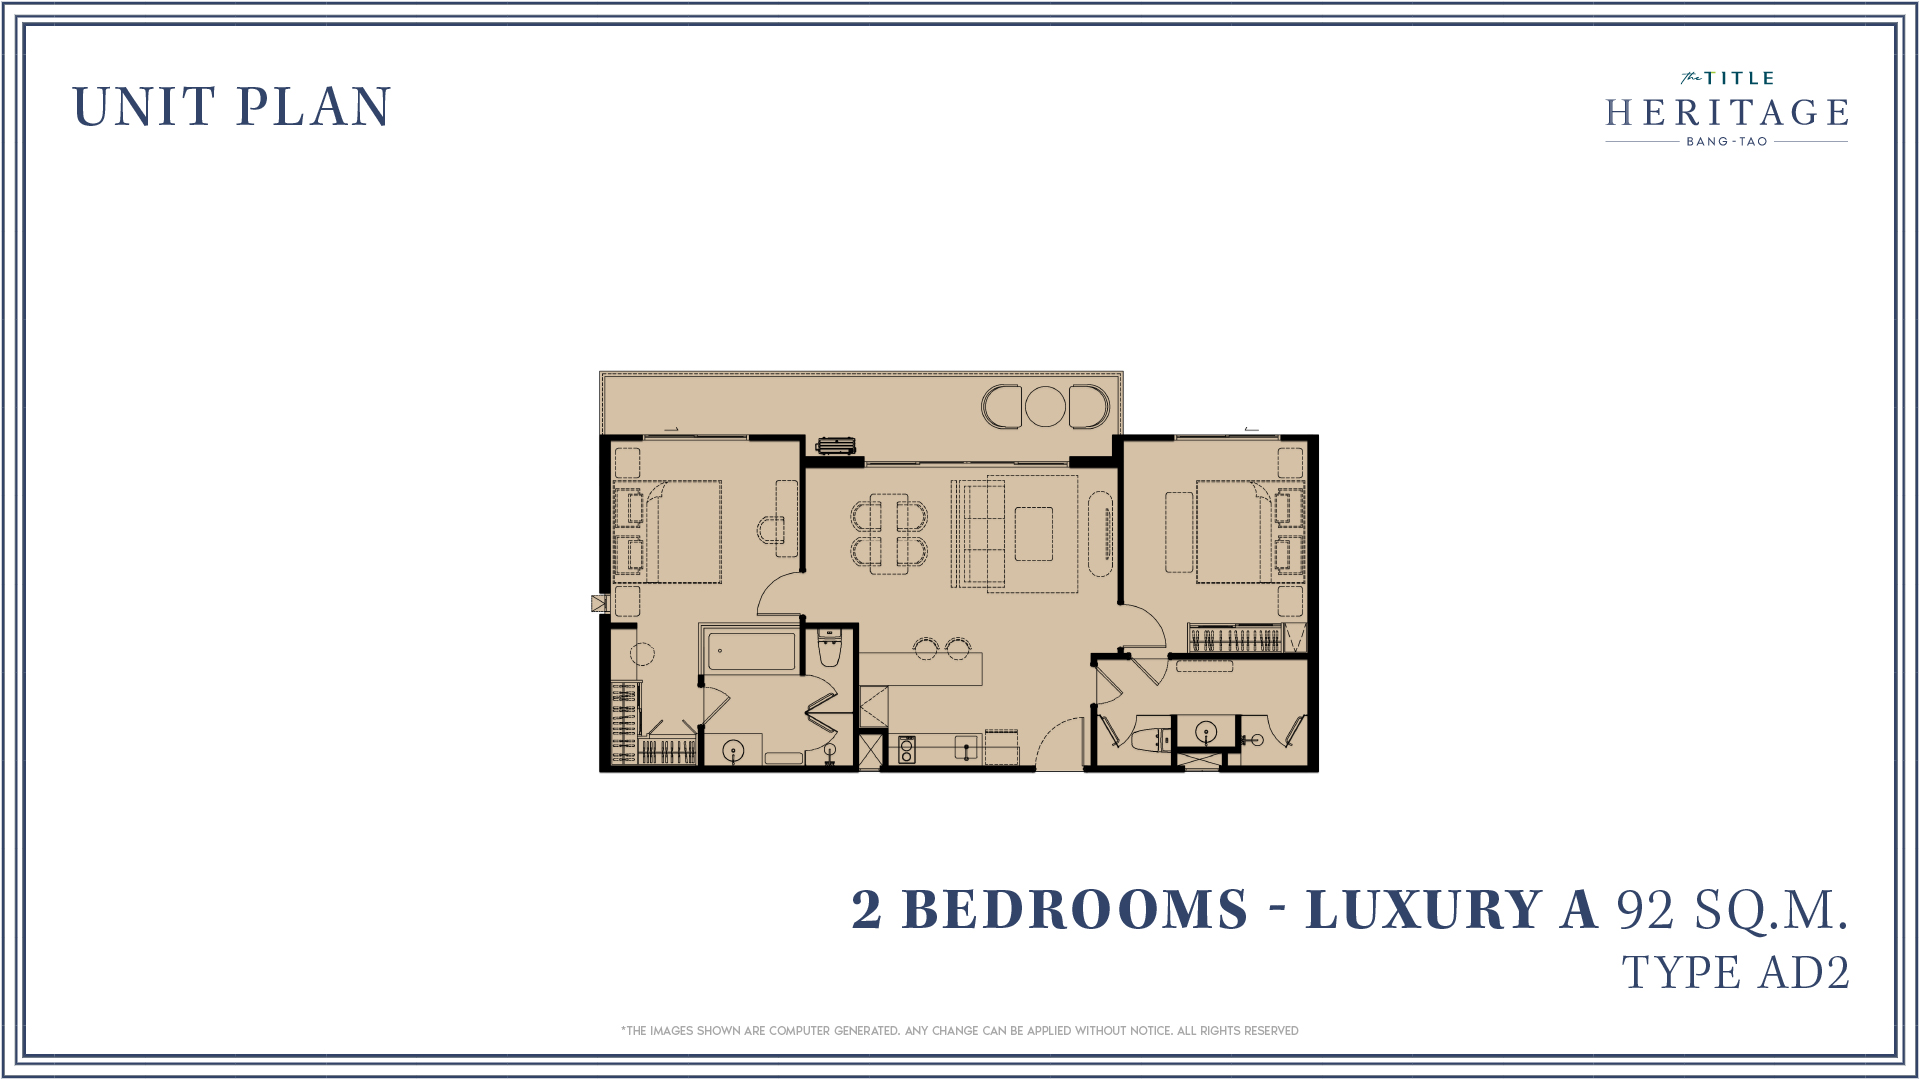 UNIT PLAN
the TITLE
HERITAGE
BANG-TAO
2 BEDROOMS - LUXURY A 92 SQ.M.
TYPE AD2
*THE IMAGES SHOWN ARE COMPUTER GENERATED. ANY CHANGE CAN BE APPLIED WITHOUT NOTICE. ALL RIGHTS RESERVED